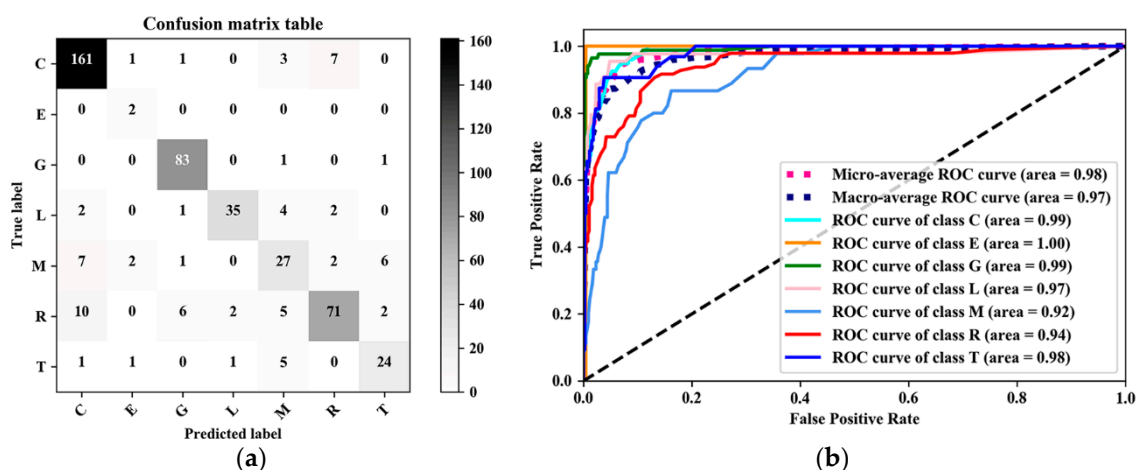 Confusion matrix table
True label
C 161 1 1 0 3 7 0
E 0 2 0 0 0 0 0
G 0 0 83 0 1 0 1
L 2 0 1 35 4 2 0
M 7 2 1 0 27 2 6
R 10 0 6 2 5 71 2
T 1 1 0 1 5 0 24
C E G L M R T
Predicted label
160
140
120
100
80
60
40
20
0
(a)
True Positive Rate
1.0
0.8
0.6
0.4
0.2
0.0
Micro-average ROC curve (area = 0.98)
Macro-average ROC curve (area = 0.97)
ROC curve of class C (area = 0.99)
ROC curve of class E (area = 1.00)
ROC curve of class G (area = 0.99)
ROC curve of class L (area = 0.97)
ROC curve of class M (area = 0.92)
ROC curve of class R (area = 0.94)
ROC curve of class T (area = 0.98)
0.0 0.2 0.4 0.6 0.8 1.0
False Positive Rate
(b)